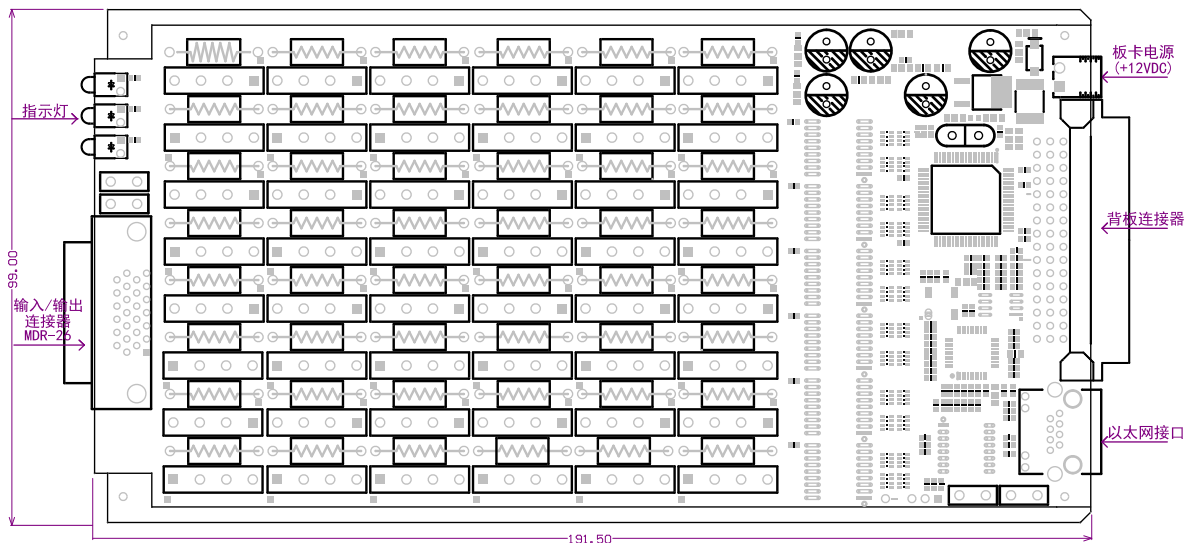 板卡电源
(+12VDC)
指示灯
背板连接器
99.00
输入/输出
连接器
MDR-26
以太网接口
191.50